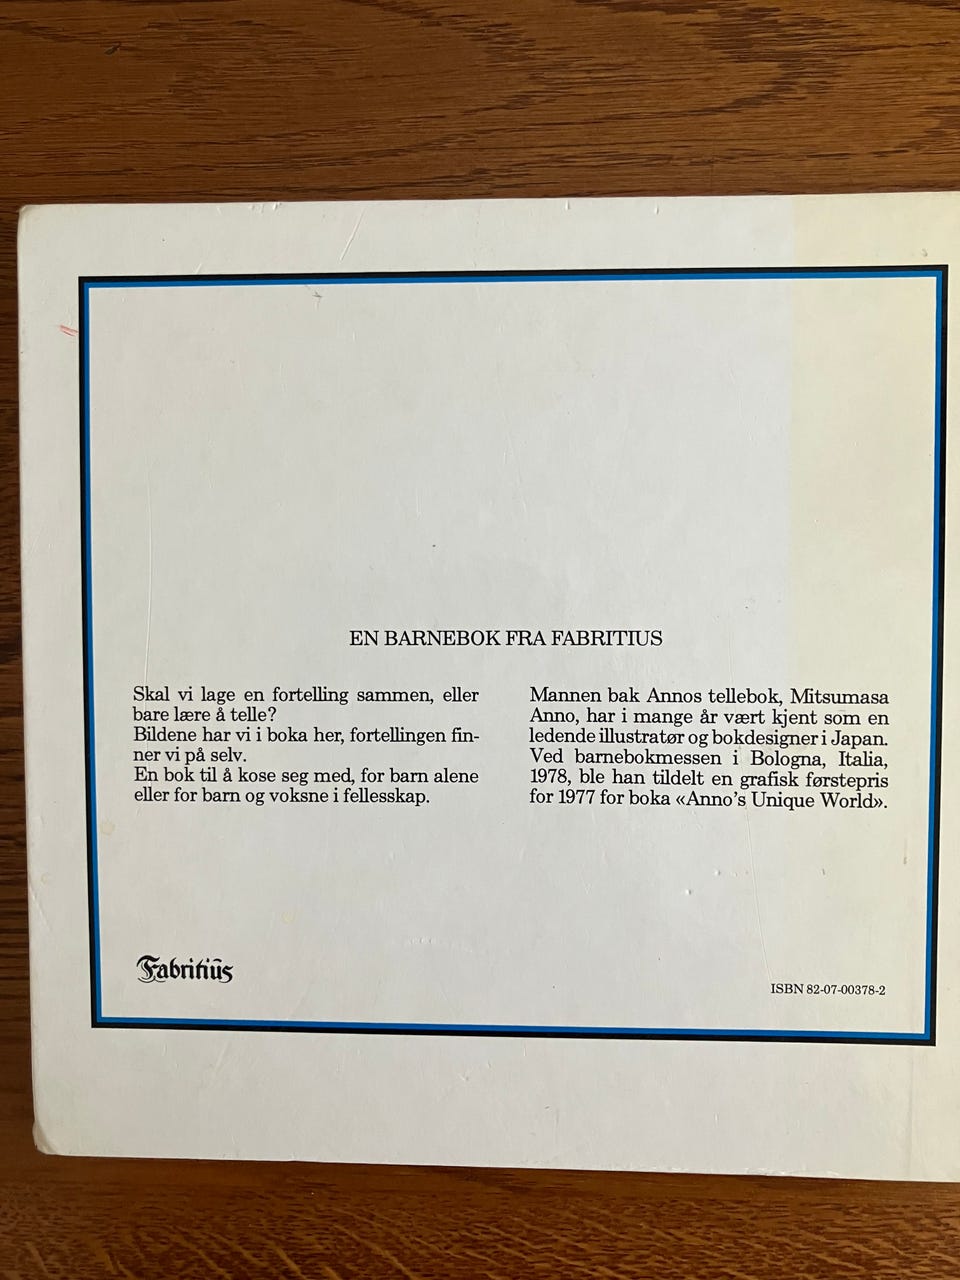 EN BARNEBOK FRA FABRITIUS
Skal vi lage en fortelling sammen, eller
bare lære å telle?
Bildene har vi i boka her, fortellingen fin-
ner vi på selv.
En bok til å kose seg med, for barn alene
eller for barn og voksne i fellesskap.
Mannen bak Annos tellebok, Mitsumasa
Anno, har i mange år vært kjent som en
ledende illustratør og bokdesigner i Japan.
Ved barnebokmessen i Bologna, Italia,
1978, ble han tildelt en grafisk førstepris
for 1977 for boka «Anno's Unique World».
Fabritius
ISBN 82-07-00378-2